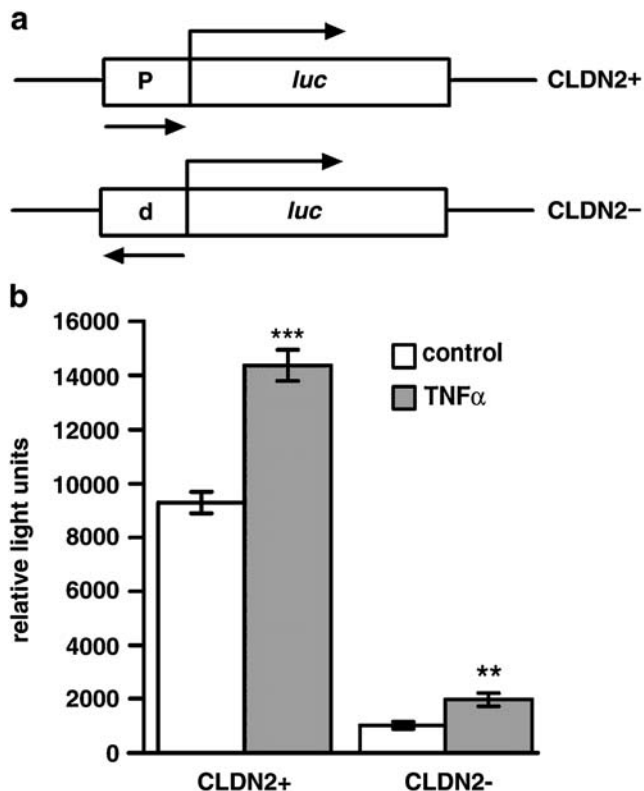 a
P luc CLDN2+
d luc CLDN2−
b
16000
14000
12000
10000
8000
6000
4000
2000
0
relative light units
***
**
control
TNFα
CLDN2+ CLDN2-